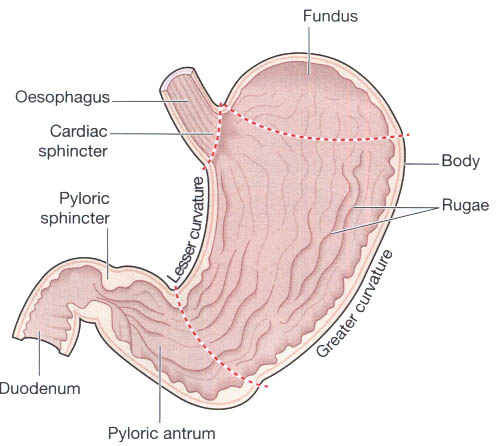 Fundus
Oesophagus
Cardiac
sphincter
Body
Pyloric
sphincter
Lesser curvature
Rugae
Greater curvature
Duodenum
Pyloric antrum